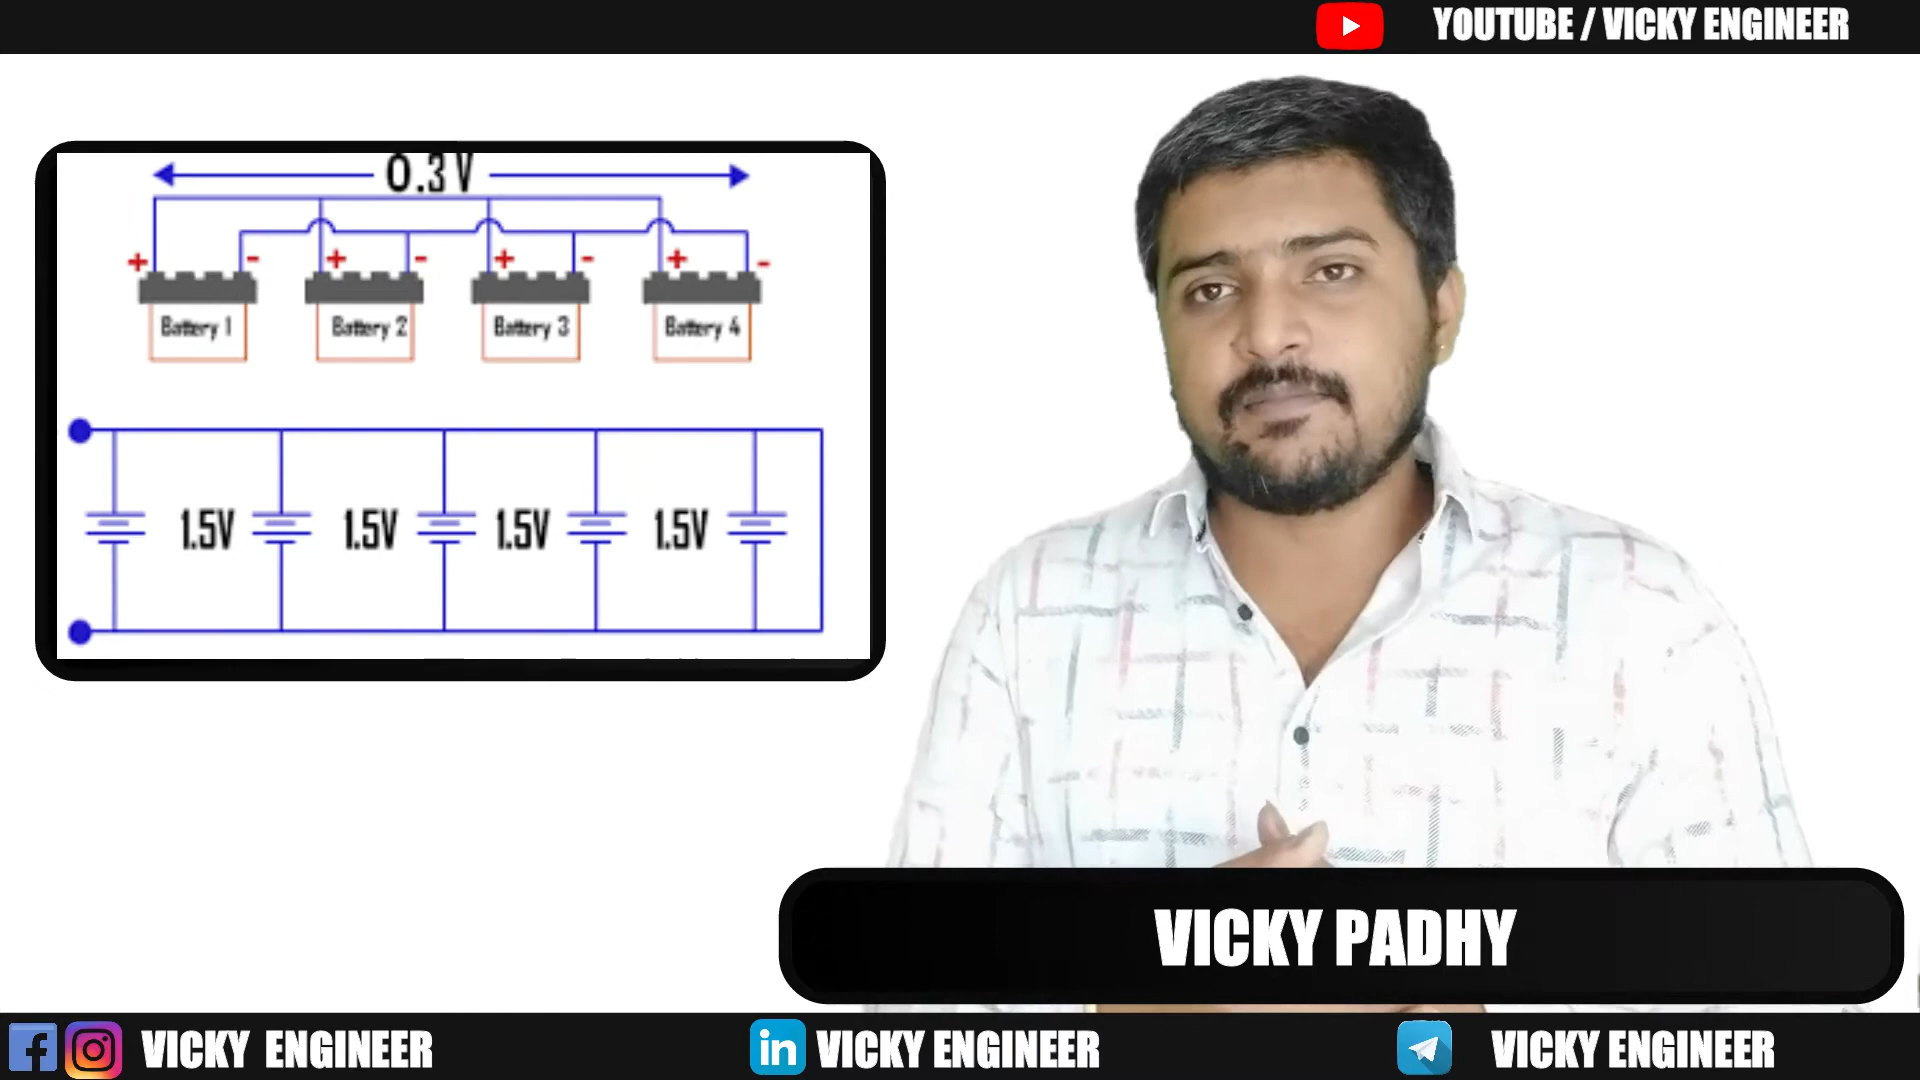 YOUTUBE / VICKY ENGINEER
0.3 V
+ - + - + - + -
Battery 1 Battery 2 Battery 3 Battery 4
1.5V 1.5V 1.5V 1.5V
VICKY PADHY
VICKY ENGINEER
VICKY ENGINEER
VICKY ENGINEER